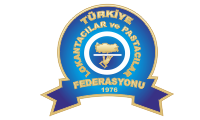 TÜRKİYE
LOKANTACILAR ve PASTACILAR
FEDERASYONU
1976